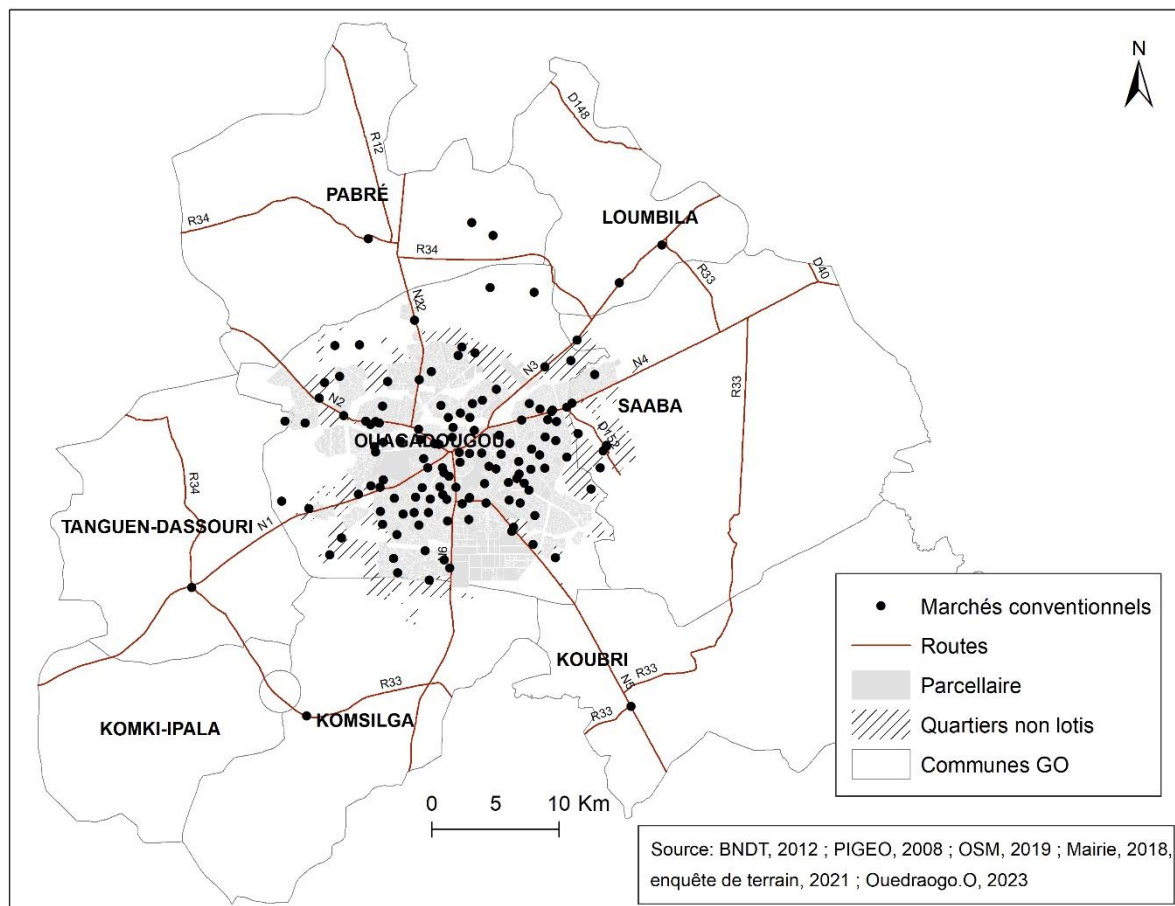 N
D148
R12
PABRÉ
LOUMBILA
R34
R34
R33
D40
N22
N3
N4
N2
SAABA
R33
OUAGADOUGOU
D152
R34
TANGUEN-DASSOURI
N1
N6
KOUBRI
R33
N5
R33
R33
KOMKI-IPALA
KOMSILGA
Marchés conventionnels
Routes
Parcellaire
Quartiers non lotis
Communes GO
0 5 10 Km
Source: BNDT, 2012 ; PIGEO, 2008 ; OSM, 2019 ; Mairie, 2018,
enquête de terrain, 2021 ; Ouedraogo.O, 2023